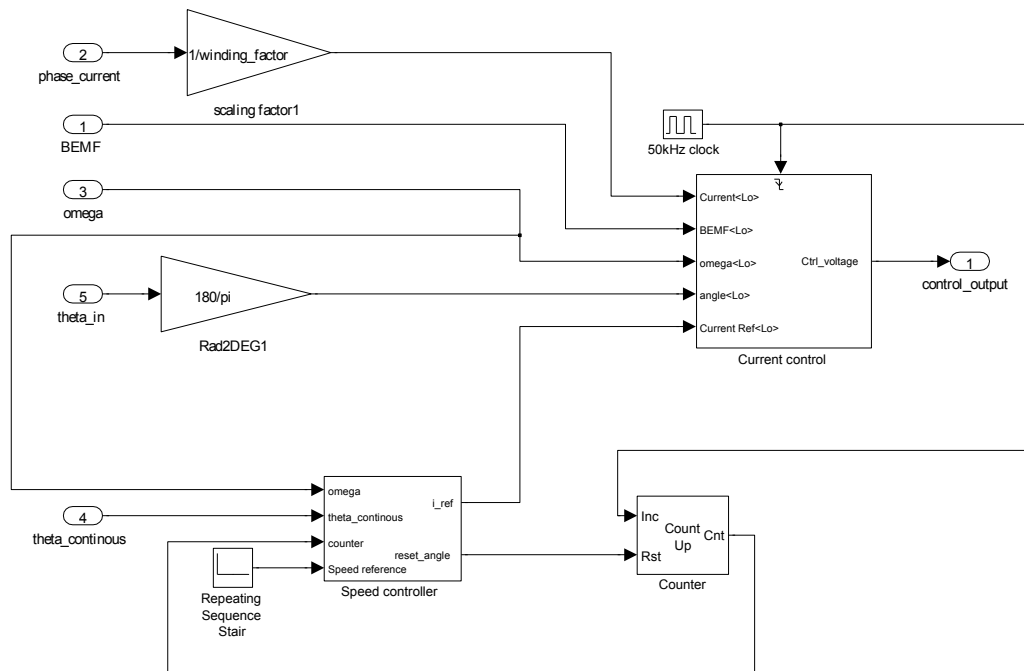 2
phase_current
1/winding_factor
scaling factor1
1
BEMF
50kHz clock
3
omega
Current<Lo>
BEMF<Lo>
omega<Lo>
angle<Lo>
Current Ref<Lo>
Ctrl_voltage
Current control
1
control_output
5
theta_in
180/pi
Rad2DEG1
4
theta_continous
omega
theta_continous
counter
Speed reference
i_ref
reset_angle
Speed controller
Repeating
Sequence
Stair
Inc
Rst
Count
Up
Cnt
Counter